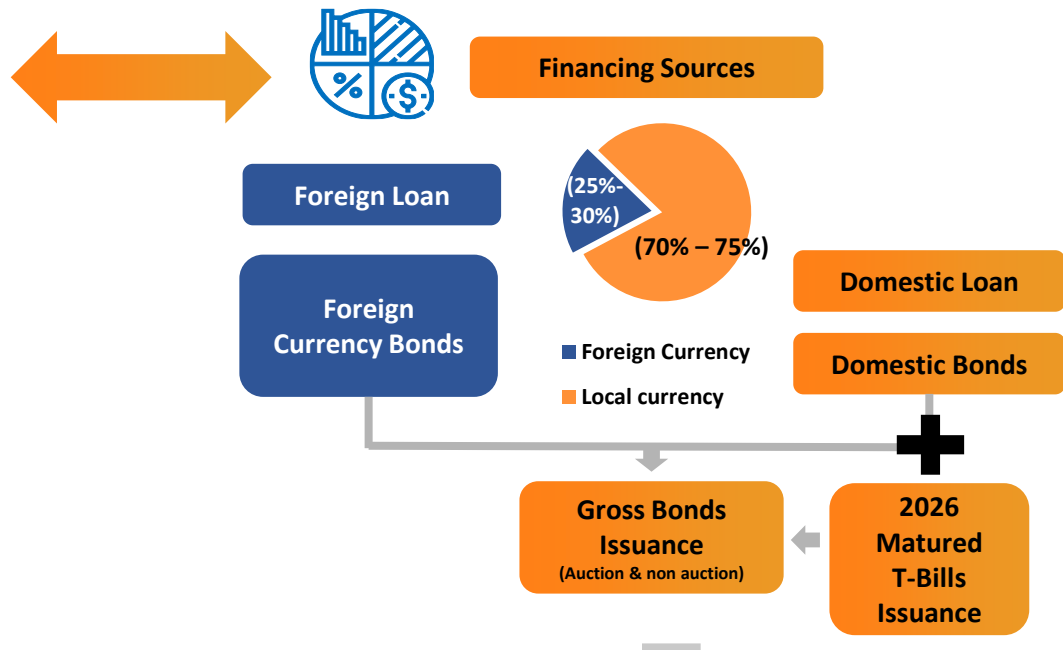 %
$
Financing Sources
Foreign Loan
(25%-
30%)
(70% – 75%)
Foreign
Currency Bonds
Foreign Currency
Local currency
Domestic Loan
Domestic Bonds
Gross Bonds
Issuance
(Auction & non auction)
2026
Matured
T-Bills
Issuance